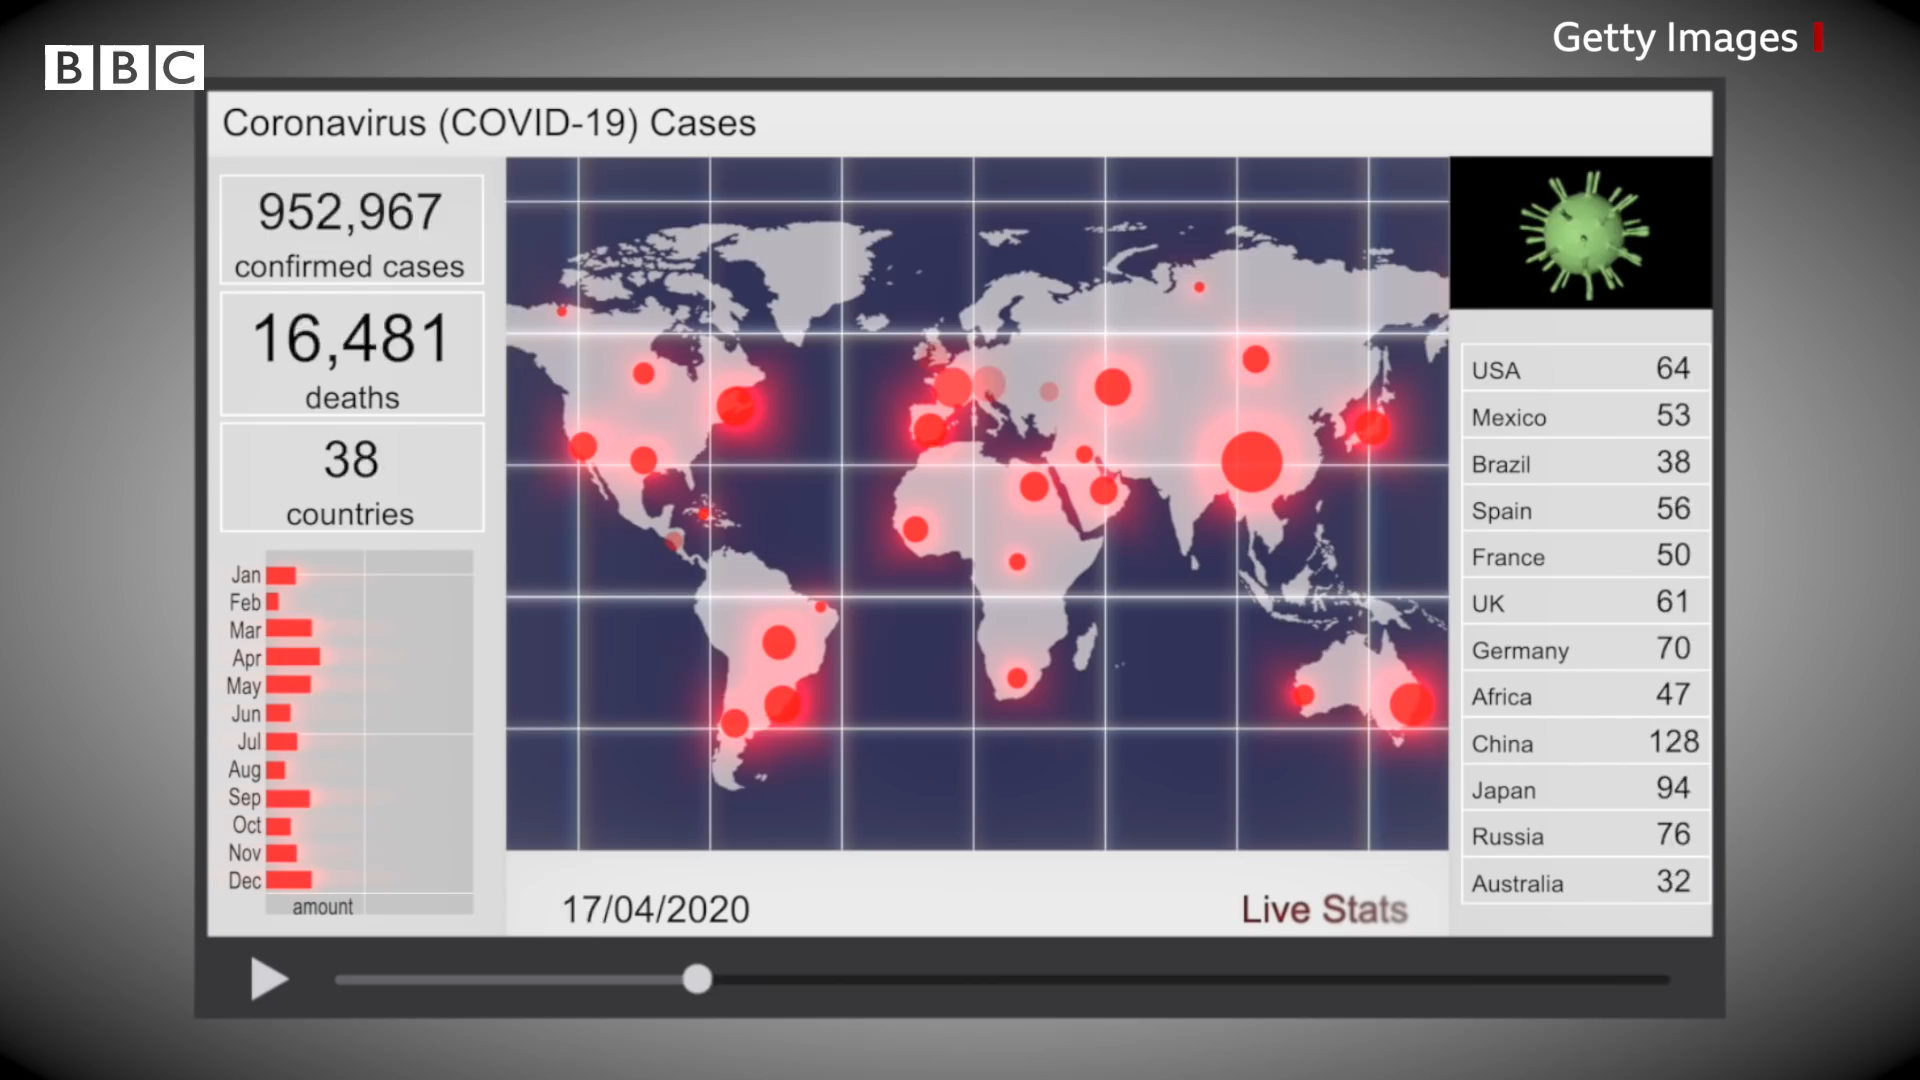 BBC
Getty Images
Coronavirus (COVID-19) Cases
952,967
confirmed cases
16,481
deaths
38
countries
Jan
Feb
Mar
Apr
May
Jun
Jul
Aug
Sep
Oct
Nov
Dec
amount
17/04/2020
Live Stats
USA 64
Mexico 53
Brazil 38
Spain 56
France 50
UK 61
Germany 70
Africa 47
China 128
Japan 94
Russia 76
Australia 32